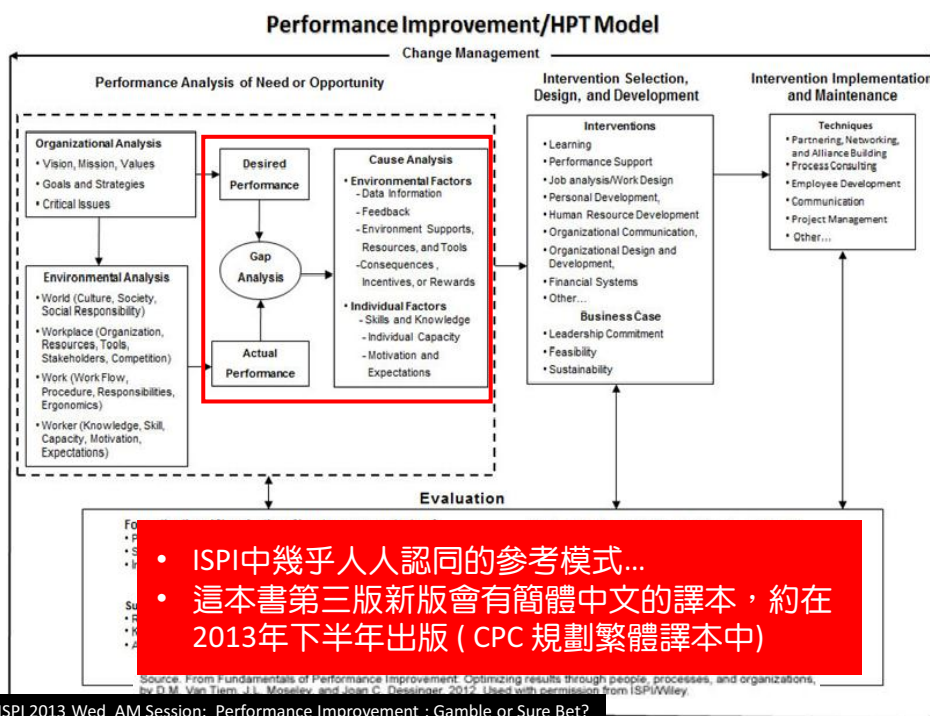 Performance Improvement/HPT Model
Change Management
Performance Analysis of Need or Opportunity
Intervention Selection,
Design, and Development
Intervention Implementation
and Maintenance
Organizational Analysis
• Vision, Mission, Values
• Goals and Strategies
• Critical Issues
Environmental Analysis
• World (Culture, Society,
Social Responsibility)
• Workplace (Organization,
Resources, Tools,
Stakeholders, Competition)
• Work (Work Flow,
Procedure, Responsibilities,
Ergonomics)
• Worker (Knowledge, Skill,
Capacity, Motivation,
Expectations)
Desired
Performance
Gap
Analysis
Actual
Performance
Cause Analysis
• Environmental Factors
- Data Information
- Feedback
- Environment Supports,
Resources, and Tools
-Consequences ,
Incentives, or Rewards
• Individual Factors
- Skills and Knowledge
- Individual Capacity
- Motivation and
Expectations
Interventions
• Learning
• Performance Support
• Job analysis/Work Design
• Personal Development,
• Human Resource Development
• Organizational Communication,
• Organizational Design and
Development,
• Financial Systems
• Other...
Business Case
• Leadership Commitment
• Feasibility
• Sustainability
Techniques
• Partnering, Networking,
and Alliance Building
• Process Consulting
• Employee Development
• Communication
• Project Management
• Other...
Evaluation
• ISPI中幾乎人人認同的參考模式...
• 這本書第三版新版會有簡體中文的譯本，約在
2013年下半年出版 ( CPC 規劃繁體譯本中)
Source. From Fundamentals of Performance Improvement: Optimizing results through people, processes, and organizations,
by D.M. Van Tiem, J.L. Moseley, and Joan C. Dessinger, 2012. Used with permission from ISPI/Wiley.
ISPI 2013 Wed AM Session: Performance Improvement : Gamble or Sure Bet?